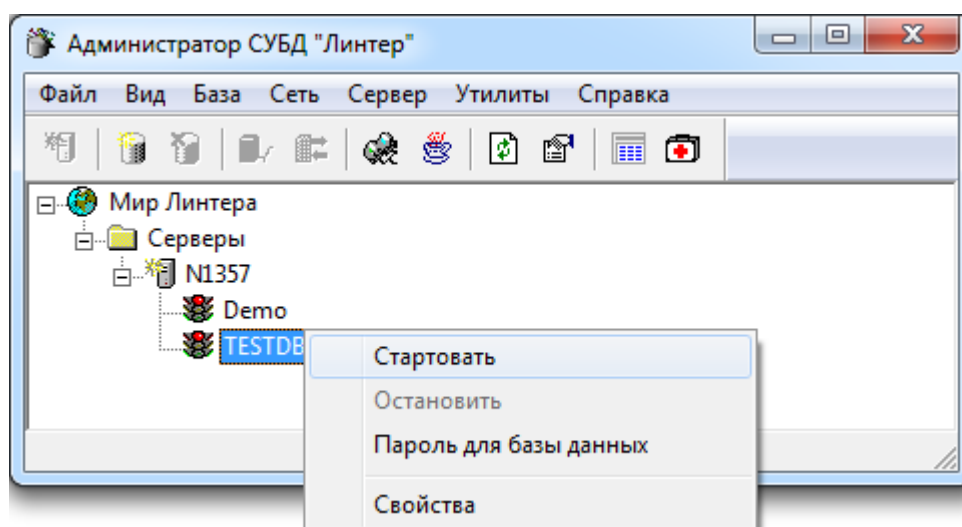 Администратор СУБД "Линтер"
Файл Вид База Сеть Сервер Утилиты Справка
Мир Линтера
Серверы
N1357
Demo
TESTDB
Стартовать
Остановить
Пароль для базы данных
Свойства